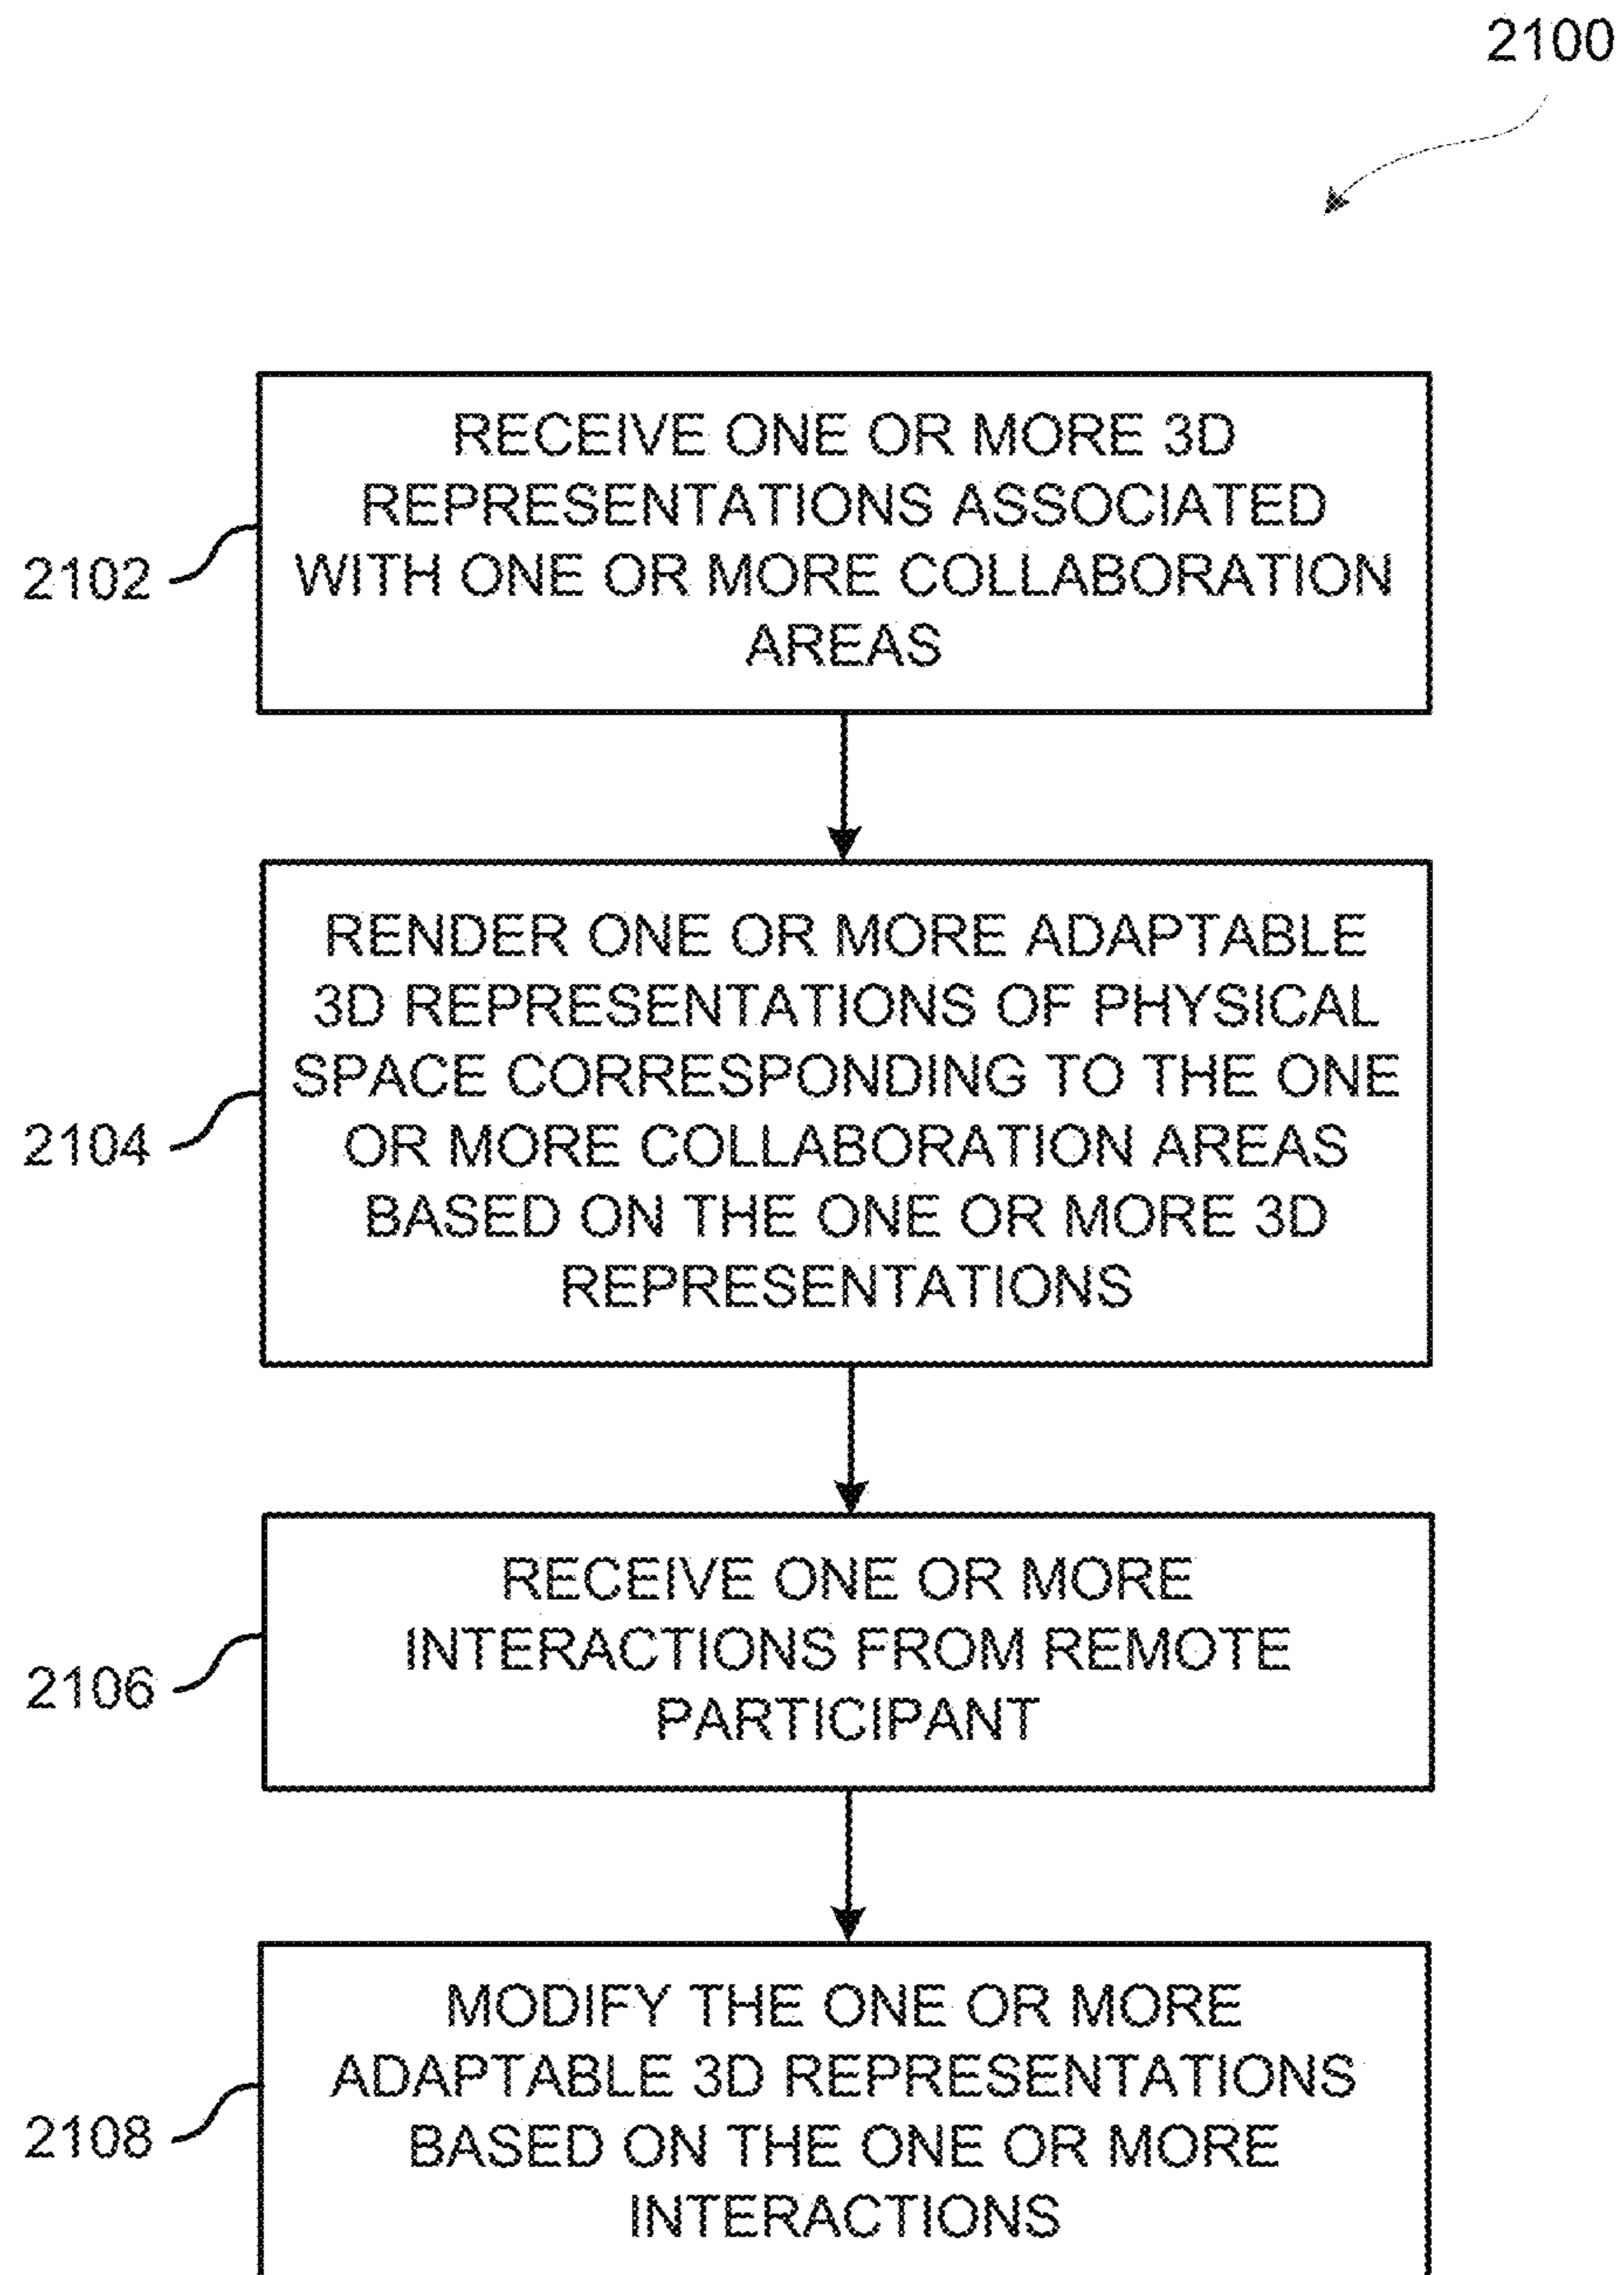 2100
RECEIVE ONE OR MORE 3D
REPRESENTATIONS ASSOCIATED
WITH ONE OR MORE COLLABORATION
AREAS
2102
RENDER ONE OR MORE ADAPTABLE
3D REPRESENTATIONS OF PHYSICAL
SPACE CORRESPONDING TO THE ONE
OR MORE COLLABORATION AREAS
BASED ON THE ONE OR MORE 3D
REPRESENTATIONS
2104
RECEIVE ONE OR MORE
INTERACTIONS FROM REMOTE
PARTICIPANT
2106
MODIFY THE ONE OR MORE
ADAPTABLE 3D REPRESENTATIONS
BASED ON THE ONE OR MORE
INTERACTIONS
2108